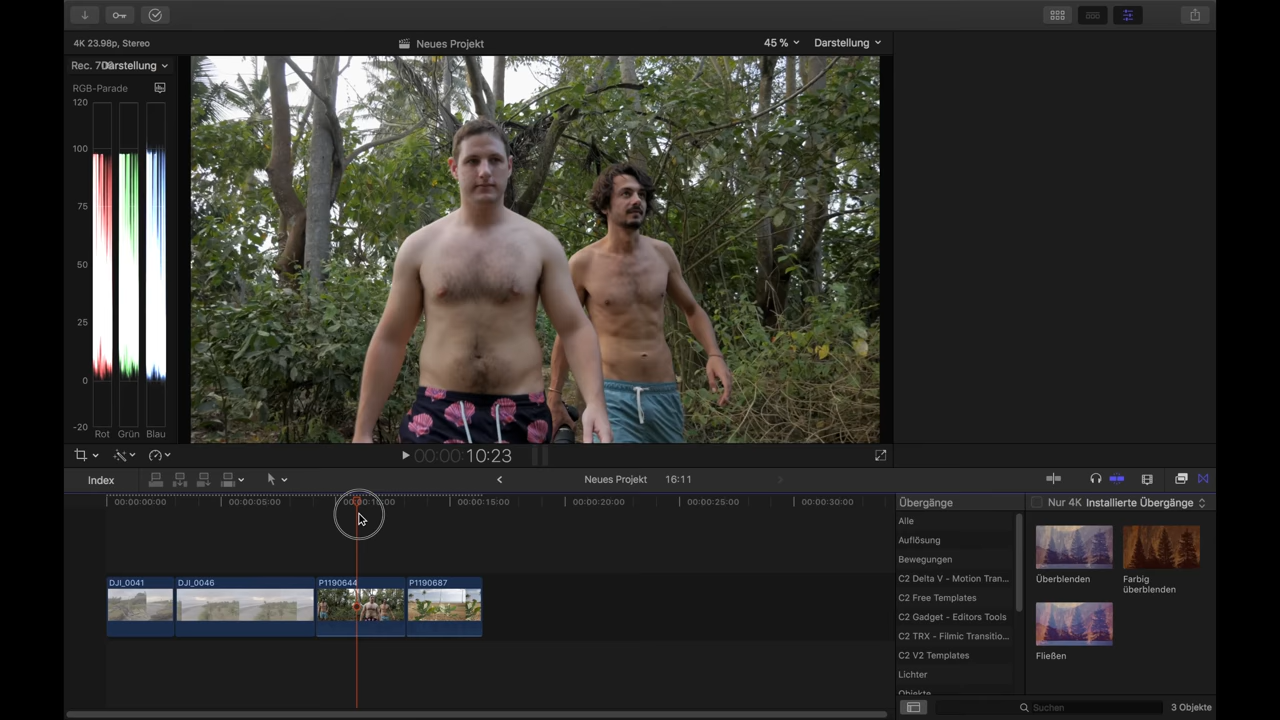 4K 23.98p, Stereo
Neues Projekt
45 %
Darstellung
Darstellung
RGB-Parade
120
100
75
50
25
0
-20
Rot Grün Blau
00:00:10:23
Index
Neues Projekt 16:11
00:00:00:00 00:00:05:00 00:00:15:00 00:00:20:00 00:00:25:00 00:00:30:00
DJI_0041 DJI_0046 P1190644 P1190687
Übergänge
Alle
Auflösung
Bewegungen
C2 Delta V - Motion Tran...
C2 Free Templates
C2 Gadget - Editors Tools
C2 TRX - Filmic Transitio...
C2 V2 Templates
Lichter
Objekte
Nur 4K Installierte Übergänge
Überblenden
Farbig
überblenden
Fließen
Suchen
3 Objekte